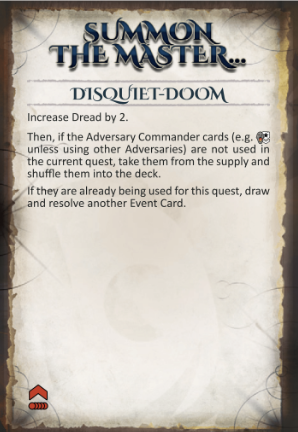 SUMMON
THE MASTER...
DISQUIET-DOOM
Increase Dread by 2.
Then, if the Adversary Commander cards (e.g.
unless using other Adversaries) are not used in
the current quest, take them from the supply and
shuffle them into the deck.
If they are already being used for this quest, draw
and resolve another Event Card.